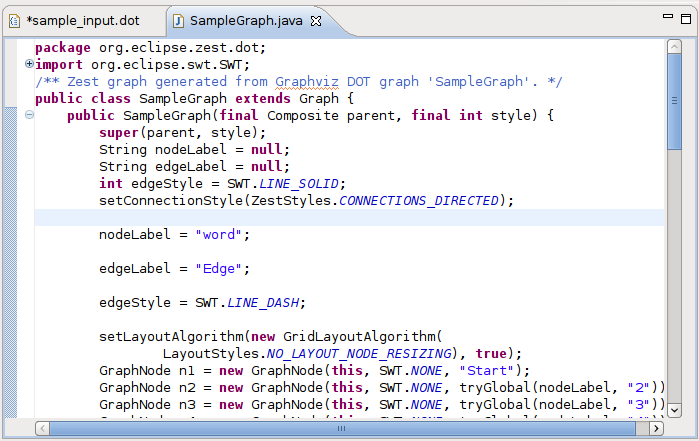 *sample_input.dot
SampleGraph.java
package org.eclipse.zest.dot;
import org.eclipse.swt.SWT;
/** Zest graph generated from Graphviz DOT graph 'SampleGraph'. */
public class SampleGraph extends Graph {
public SampleGraph(final Composite parent, final int style) {
super(parent, style);
String nodeLabel = null;
String edgeLabel = null;
int edgeStyle = SWT.LINE_SOLID;
setConnectionStyle(ZestStyles.CONNECTIONS_DIRECTED);
nodeLabel = "word";
edgeLabel = "Edge";
edgeStyle = SWT.LINE_DASH;
setLayoutAlgorithm(new GridLayoutAlgorithm(
LayoutStyles.NO_LAYOUT_NODE_RESIZING), true);
GraphNode n1 = new GraphNode(this, SWT.NONE, "Start");
GraphNode n2 = new GraphNode(this, SWT.NONE, tryGlobal(nodeLabel, "2"))
GraphNode n3 = new GraphNode(this, SWT.NONE, tryGlobal(nodeLabel, "3"))